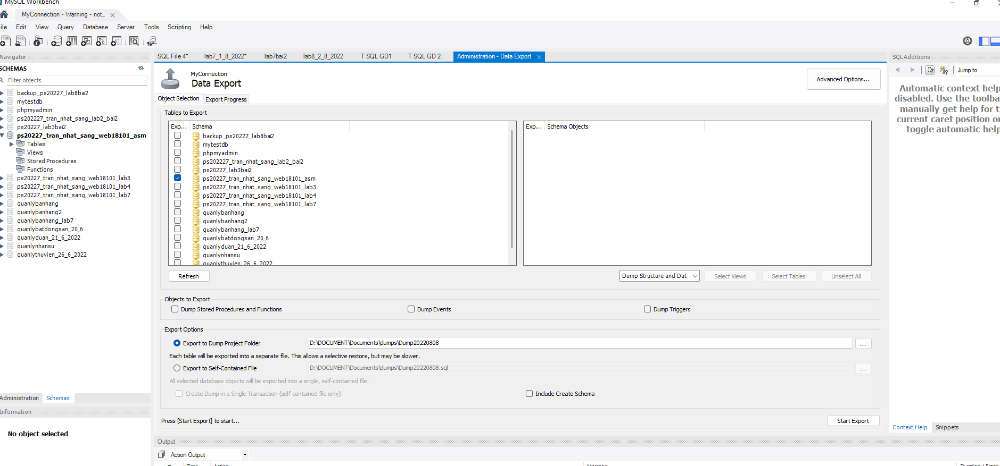 MySQL Workbench
MyConnection - Warning - not...
ile Edit View Query Database Server Tools Scripting Help
Navigator
SCHEMAS
Filter objects
backup_ps20227_lab8bai2
mytestdb
phpmyadmin
ps202227_tran_nhat_sang_lab2_bai2
ps20227_lab3bai2
ps20227_tran_nhat_sang_web18101_asm
Tables
Views
Stored Procedures
Functions
ps20227_tran_nhat_sang_web18101_lab3
ps20227_tran_nhat_sang_web18101_lab4
ps20227_tran_nhat_sang_web18101_lab7
quanlybanhang
quanlybanhang2
quanlybanhang_lab7
quanlybatdongsan_20_6
quanlyduan_21_6_2022
quanlynhansu
quanlythuvien_26_6_2022
Administration Schemas
Information
No object selected
SQL File 4* lab7_1_8_2022* lab7bai2 lab8_2_8_2022 T SQL GD1 T SQL GD 2 Administration - Data Export
MyConnection
Data Export
Advanced Options...
Object Selection Export Progress
Tables to Export
Exp... Schema
backup_ps20227_lab8bai2
mytestdb
phpmyadmin
ps202227_tran_nhat_sang_lab2_bai2
ps20227_lab3bai2
ps20227_tran_nhat_sang_web18101_asm
ps20227_tran_nhat_sang_web18101_lab3
ps20227_tran_nhat_sang_web18101_lab4
ps20227_tran_nhat_sang_web18101_lab7
quanlybanhang
quanlybanhang2
quanlybanhang_lab7
quanlybatdongsan_20_6
quanlyduan_21_6_2022
quanlynhansu
quanlythuvien_26_6_2022
Exp... Schema Objects
Refresh
Dump Structure and Dat
Select Views
Select Tables
Unselect All
Objects to Export
Dump Stored Procedures and Functions
Dump Events
Dump Triggers
Export Options
Export to Dump Project Folder D:\DOCUMENT\Documents\dumps\Dump20220808 ...
Each table will be exported into a separate file. This allows a selective restore, but may be slower.
Export to Self-Contained File D:\DOCUMENT\Documents\dumps\Dump20220808.sql ...
All selected database objects will be exported into a single, self-contained file.
Create Dump in a Single Transaction (self-contained file only)
Include Create Schema
Press [Start Export] to start...
Start Export
Output
Action Output
# Time Action Message Duration / Fetch
SQLAdditions
Jump to
Automatic context help
disabled. Use the toolba
manually get help for t
current caret position o
toggle automatic help
Context Help Snippets